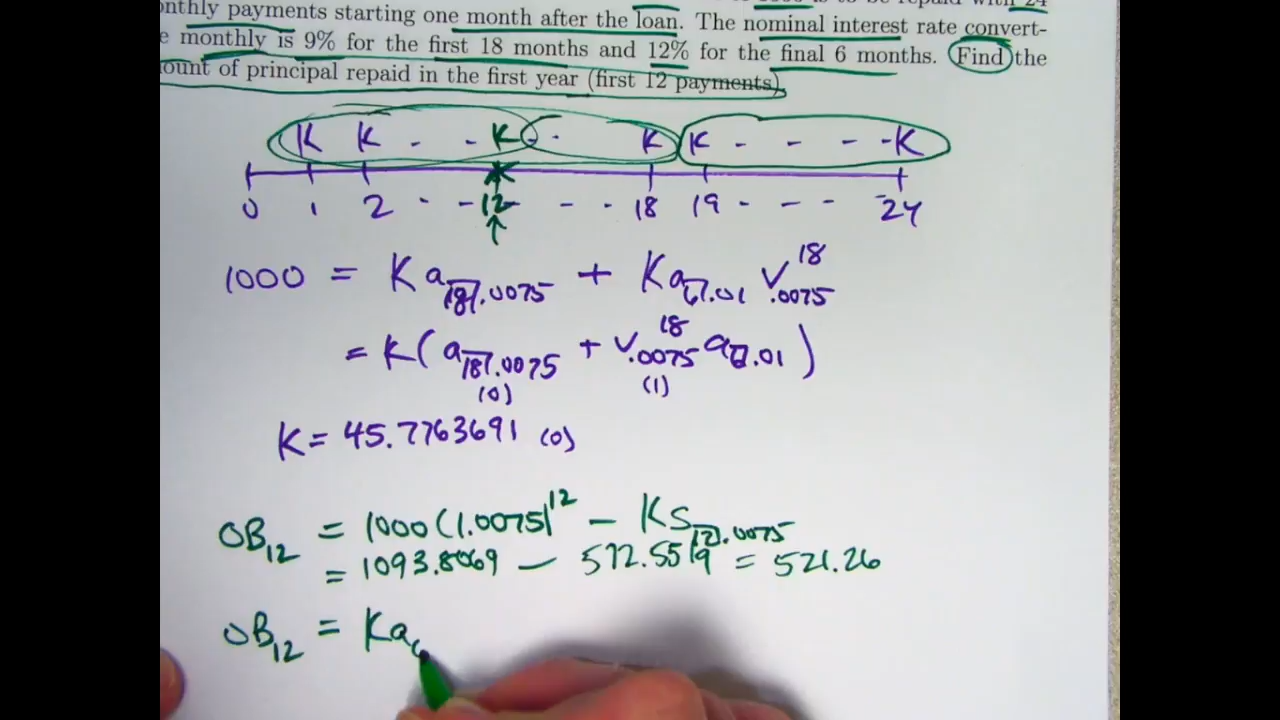 onthly payments starting one month after the loan. The nominal interest rate convert-
e monthly is 9% for the first 18 months and 12% for the final 6 months. Find the
ount of principal repaid in the first year (first 12 payments).
K K - - K - · K K - - - - K
0 1 2 - - 12 - - - 18 19 - - - 24
1000 = K a18|.0075 + K a6|.01 v18.0075
= K( a18|.0075 + v18.0075 a6|.01 )
(0) (1)
K = 45.7763691 (0)
OB12 = 1000(1.0075)12 − K s12|.0075
= 1093.8069 − 572.5519 = 521.26
OB12 = K a